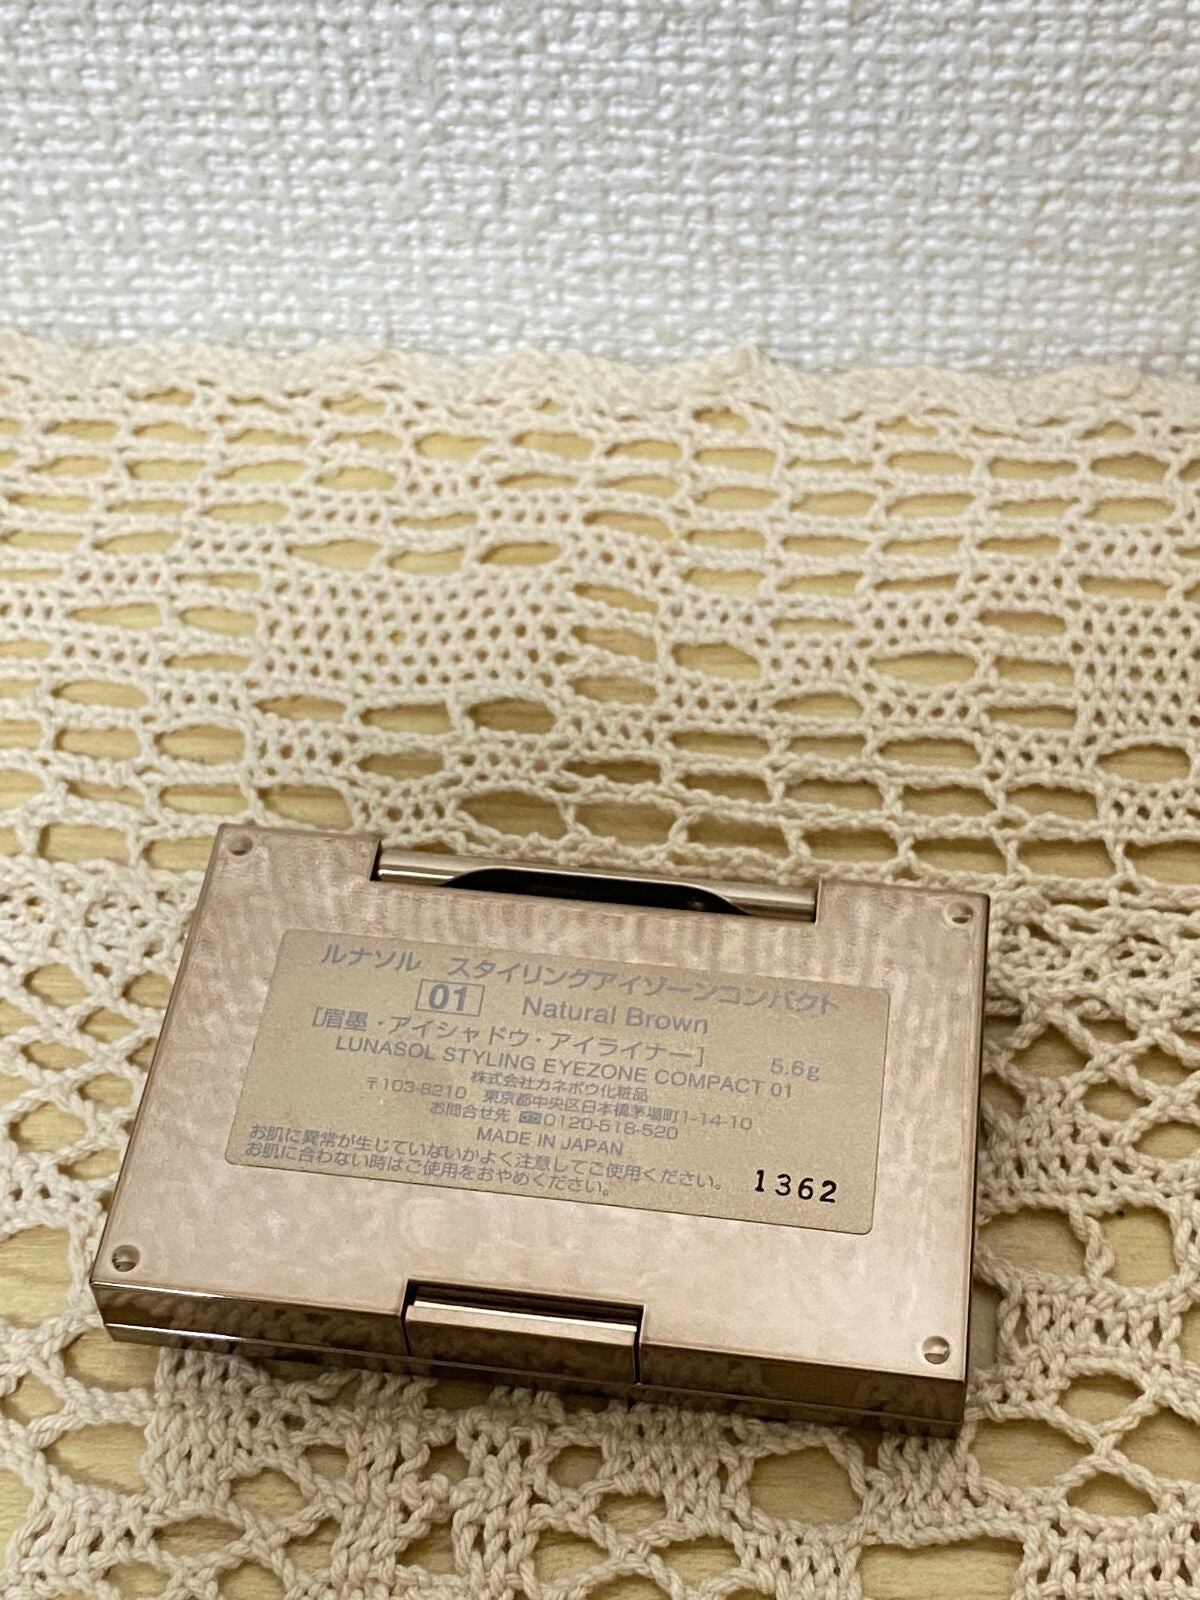 ルナソル　スタイリングアイゾーンコンパクト
01　Natural Brown
[眉墨・アイシャドウ・アイライナー]　5.6g
LUNASOL STYLING EYEZONE COMPACT 01
株式会社カネボウ化粧品
〒103-8210　東京都中央区日本橋茅場町1-14-10
お問合せ先 0120-518-520
MADE IN JAPAN
お肌に異常が生じていないかよく注意してご使用ください。
お肌に合わない時はご使用をおやめください。
1362